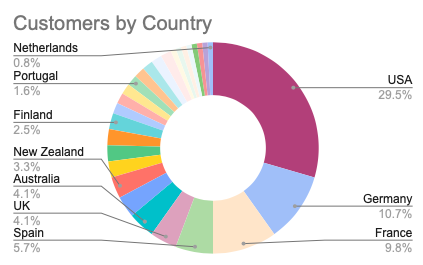 Customers by Country
Netherlands
0.8%
Portugal
1.6%
Finland
2.5%
New Zealand
3.3%
Australia
4.1%
UK
4.1%
Spain
5.7%
USA
29.5%
Germany
10.7%
France
9.8%